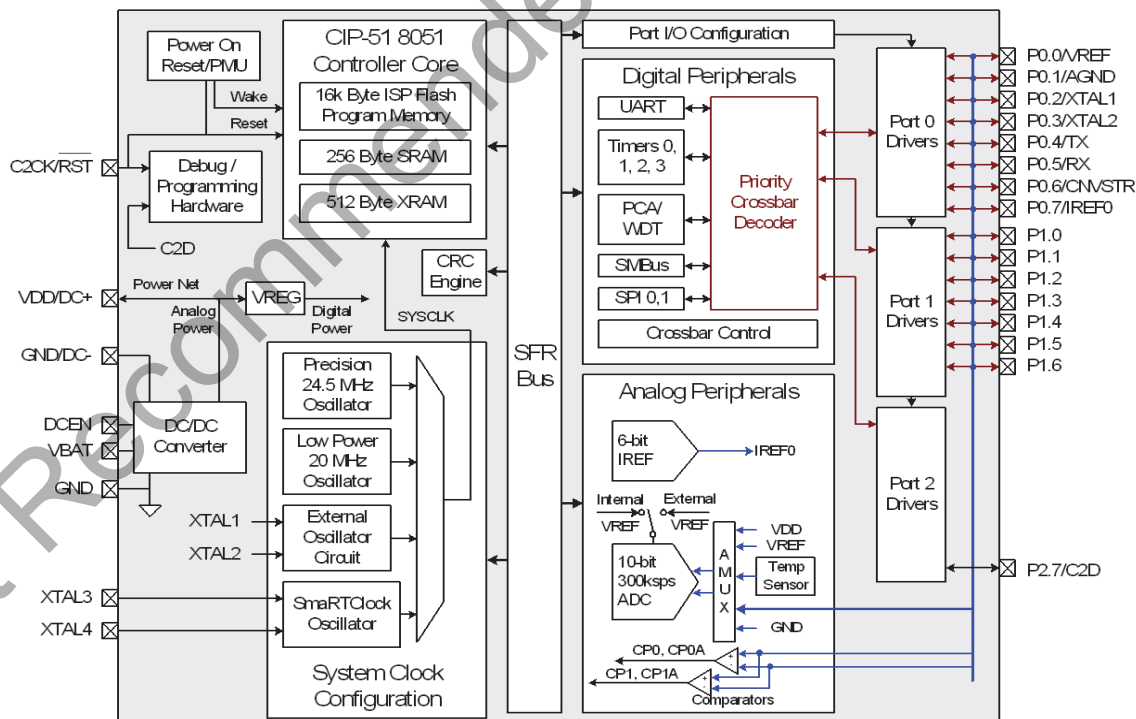 Power On
Reset/PMU
Wake
Reset
C2CK/RST
Debug /
Programming
Hardware
C2D
CIP-51 8051
Controller Core
16k Byte ISP Flash
Program Memory
256 Byte SRAM
512 Byte XRAM
CRC
Engine
VDD/DC+
Power Net
Analog
Power
VREG
Digital
Power
SYSCLK
GND/DC-
DCEN
VBAT
GND
DC/DC
Converter
XTAL1
XTAL2
XTAL3
XTAL4
Precision
24.5 MHz
Oscillator
Low Power
20 MHz
Oscillator
External
Oscillator
Circuit
SmaRTClock
Oscillator
System Clock
Configuration
SFR
Bus
Port I/O Configuration
Digital Peripherals
UART
Timers 0,
1, 2, 3
PCA/
WDT
SMBus
SPI 0,1
Priority
Crossbar
Decoder
Crossbar Control
Analog Peripherals
6-bit
IREF
IREF0
Internal
VREF
External
VREF
10-bit
300ksps
ADC
A
M
U
X
VDD
VREF
Temp
Sensor
GND
CP0, CP0A
+
-
CP1, CP1A
+
-
Comparators
Port 0
Drivers
Port 1
Drivers
Port 2
Drivers
P0.0/VREF
P0.1/AGND
P0.2/XTAL1
P0.3/XTAL2
P0.4/TX
P0.5/RX
P0.6/CNVSTR
P0.7/IREF0
P1.0
P1.1
P1.2
P1.3
P1.4
P1.5
P1.6
P2.7/C2D
Recommende